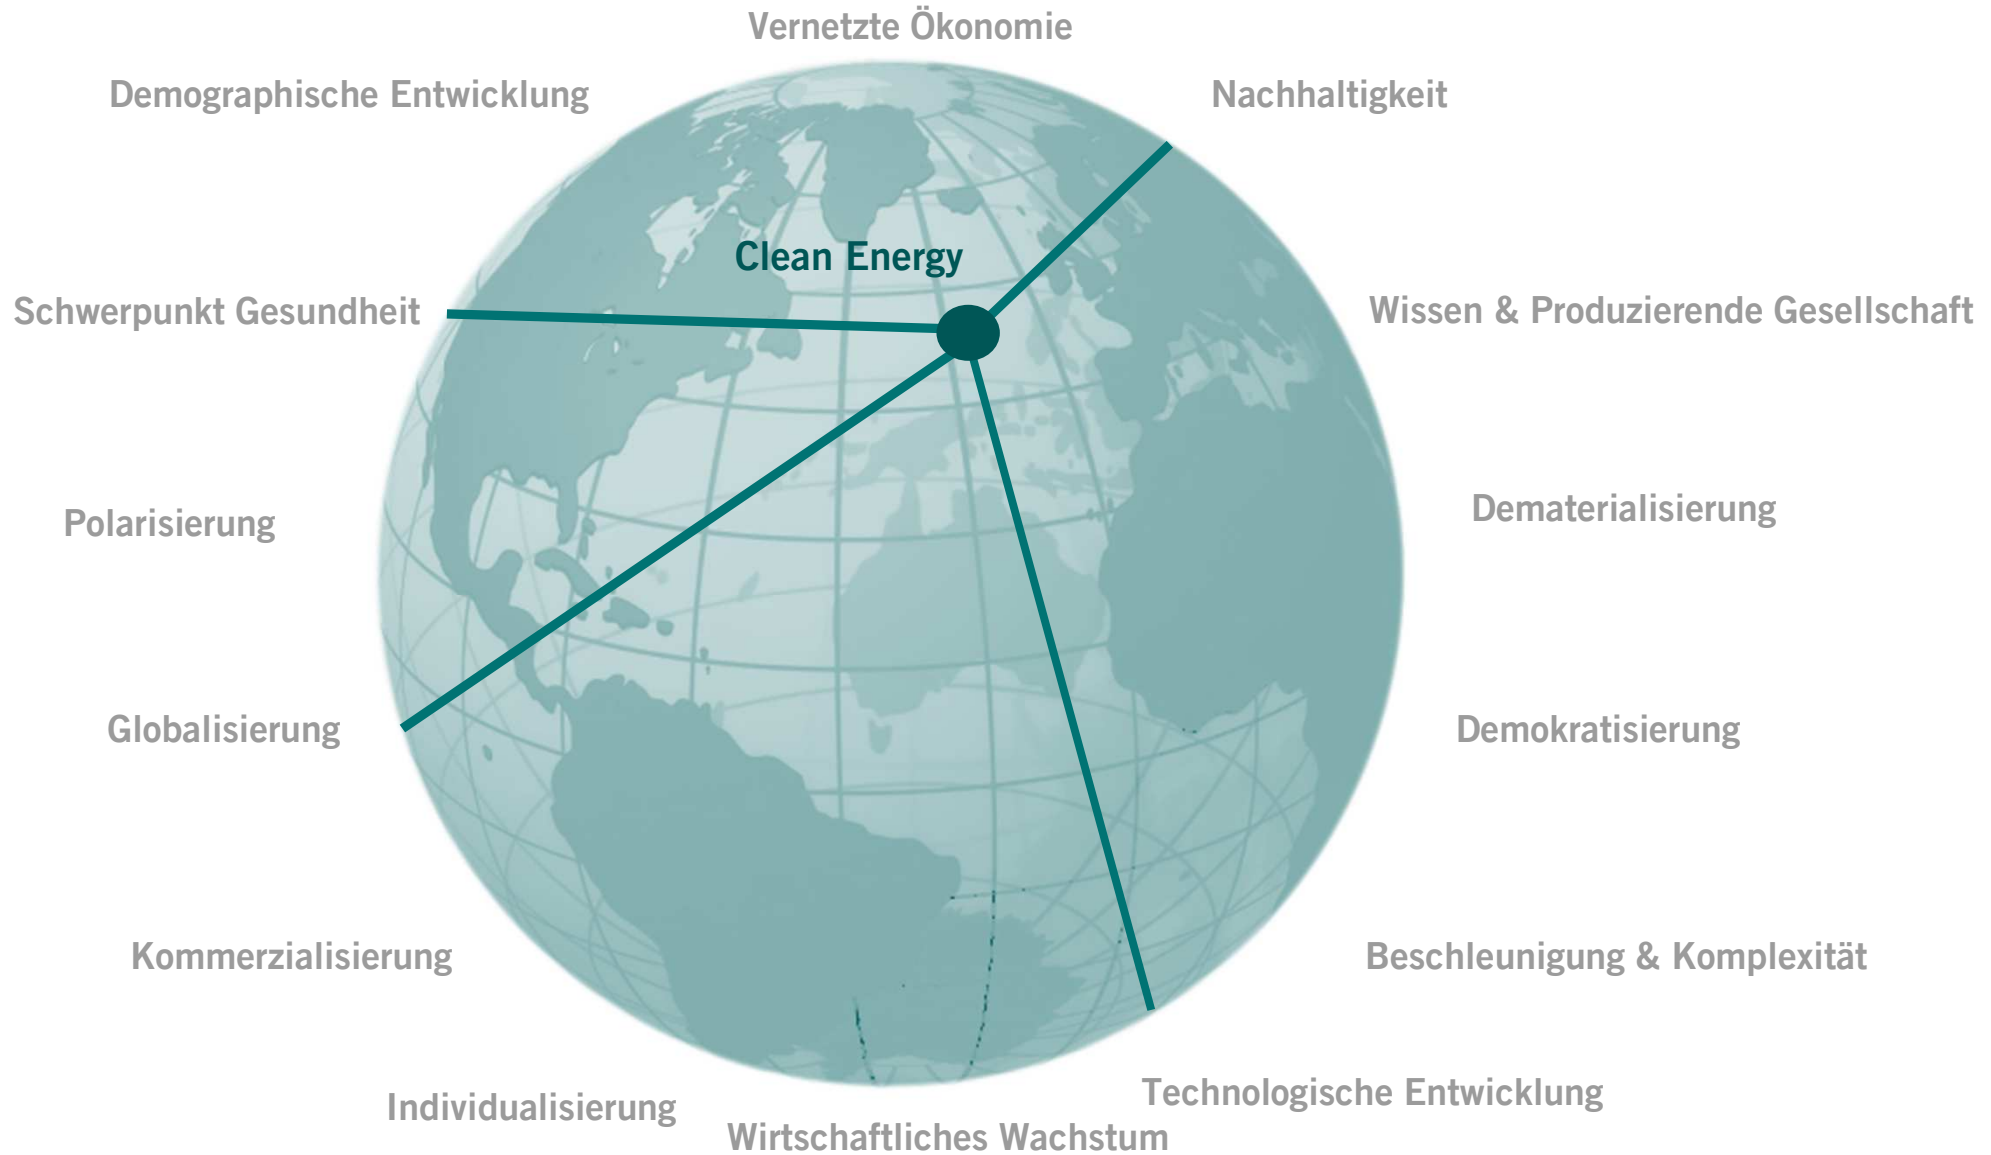 Vernetzte Ökonomie
Demographische Entwicklung
Nachhaltigkeit
Clean Energy
Schwerpunkt Gesundheit
Wissen & Produzierende Gesellschaft
Polarisierung
Dematerialisierung
Globalisierung
Demokratisierung
Kommerzialisierung
Beschleunigung & Komplexität
Individualisierung
Technologische Entwicklung
Wirtschaftliches Wachstum